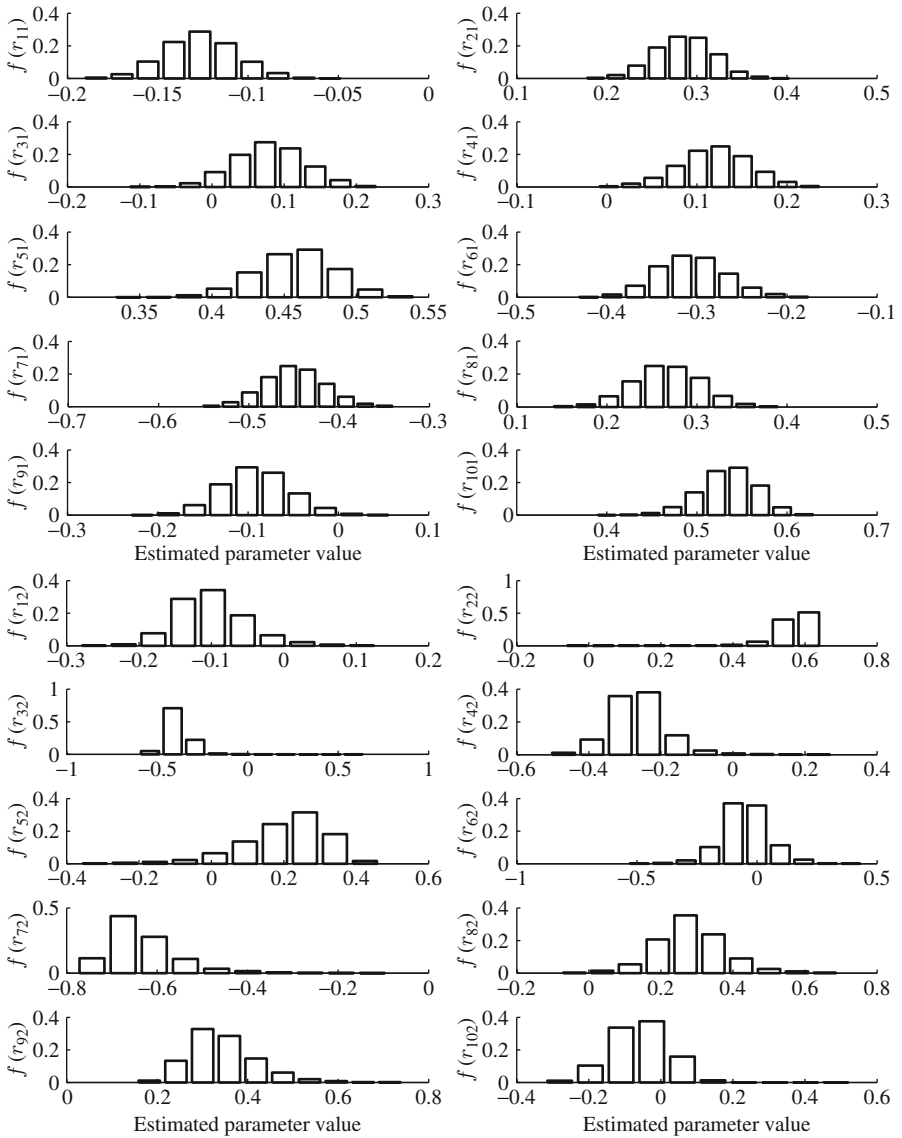 f (r11)
0.4
0.2
0
−0.2 −0.15 −0.1 −0.05 0
f (r21)
0.4
0.2
0
0.1 0.2 0.3 0.4 0.5
f (r31)
0.4
0.2
0
−0.2 −0.1 0 0.1 0.2 0.3
f (r41)
0.4
0.2
0
−0.1 0 0.1 0.2 0.3
f (r51)
0.4
0.2
0
0.35 0.4 0.45 0.5 0.55
f (r61)
0.4
0.2
0
−0.5 −0.4 −0.3 −0.2 −0.1
f (r71)
0.4
0.2
0
−0.7 −0.6 −0.5 −0.4 −0.3
f (r81)
0.4
0.2
0
0.1 0.2 0.3 0.4 0.5
f (r91)
0.4
0.2
0
−0.3 −0.2 −0.1 0 0.1
Estimated parameter value
f (r101)
0.4
0.2
0
0.4 0.5 0.6 0.7
Estimated parameter value
f (r12)
0.4
0.2
0
−0.3 −0.2 −0.1 0 0.1 0.2
f (r22)
1
0.5
0
−0.2 0 0.2 0.4 0.6 0.8
f (r32)
1
0.5
0
−1 −0.5 0 0.5 1
f (r42)
0.4
0.2
0
−0.6 −0.4 −0.2 0 0.2 0.4
f (r52)
0.4
0.2
0
−0.4 −0.2 0 0.2 0.4 0.6
f (r62)
0.4
0.2
0
−1 −0.5 0 0.5
f (r72)
0.5
0
−0.8 −0.6 −0.4 −0.2 0
f (r82)
0.4
0.2
0
−0.2 0 0.2 0.4 0.6 0.8
f (r92)
0.4
0.2
0
0 0.2 0.4 0.6 0.8
Estimated parameter value
f (r102)
0.4
0.2
0
−0.4 −0.2 0 0.2 0.4 0.6
Estimated parameter value